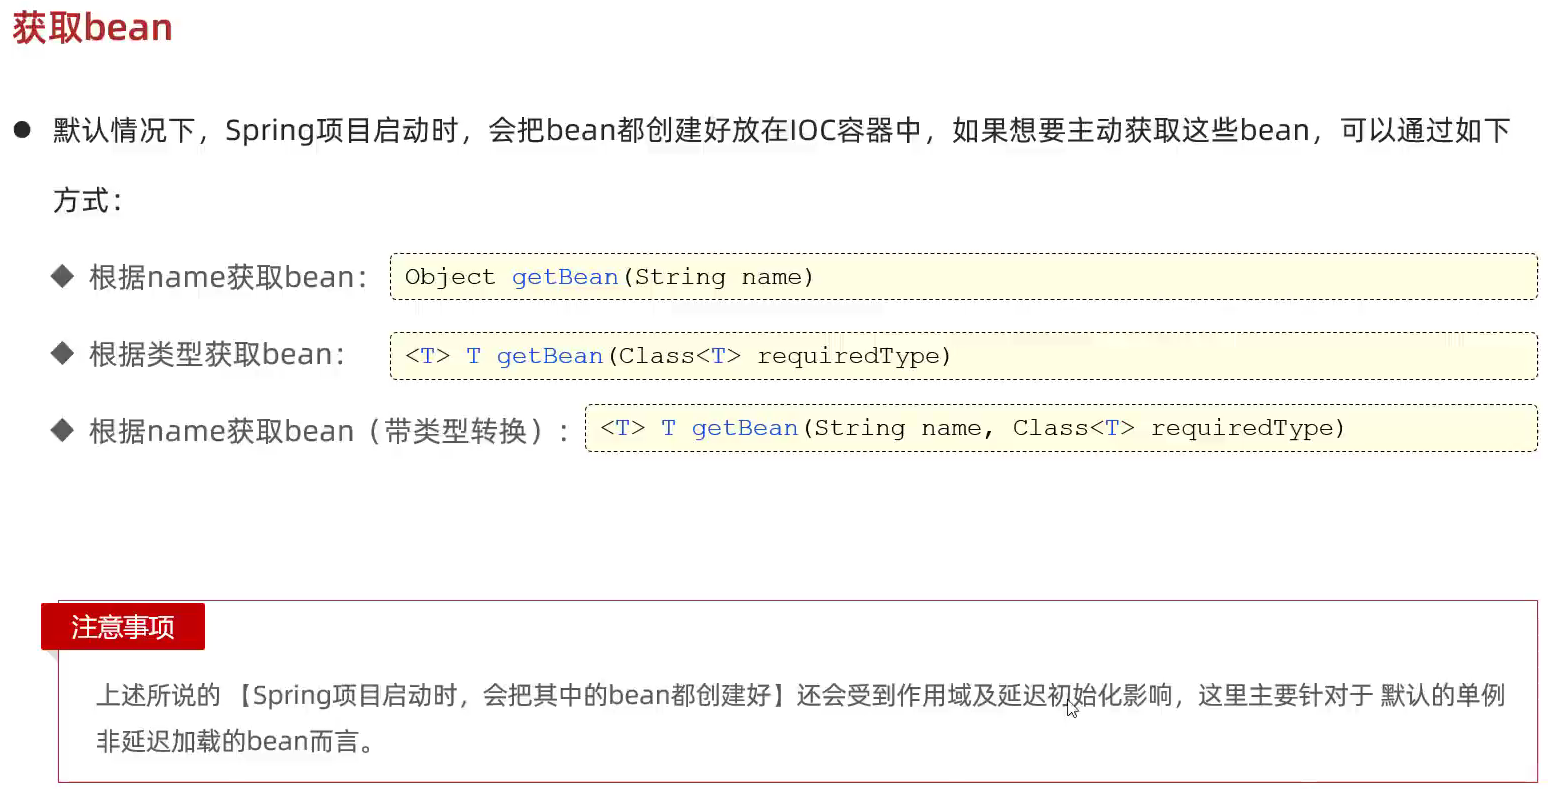 获取bean
默认情况下，Spring项目启动时，会把bean都创建好放在IOC容器中，如果想要主动获取这些bean，可以通过如下
方式：
根据name获取bean： Object getBean(String name)
根据类型获取bean： <T> T getBean(Class<T> requiredType)
根据name获取bean（带类型转换）： <T> T getBean(String name, Class<T> requiredType)
注意事项
上述所说的 【Spring项目启动时，会把其中的bean都创建好】还会受到作用域及延迟初始化影响，这里主要针对于 默认的单例
非延迟加载的bean而言。